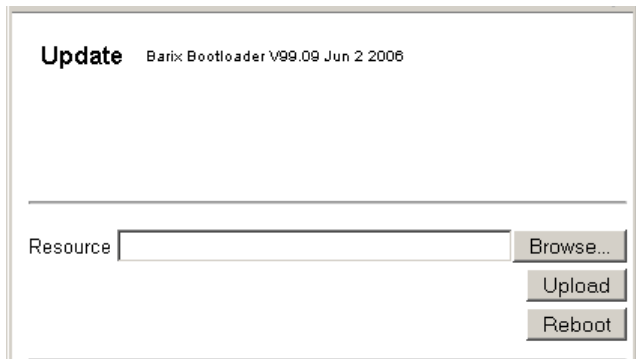 Update Barix Bootloader V99.09 Jun 2 2006
Resource Browse...
Upload
Reboot